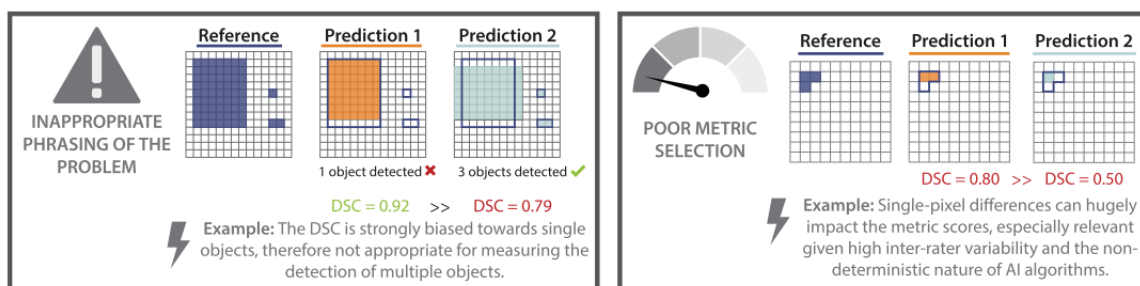 Reference Prediction 1 Prediction 2
INAPPROPRIATE
PHRASING OF THE
PROBLEM
1 object detected ✖ 3 objects detected ✓
DSC = 0.92 >> DSC = 0.79
Example: The DSC is strongly biased towards single
objects, therefore not appropriate for measuring the
detection of multiple objects.
Reference Prediction 1 Prediction 2
POOR METRIC
SELECTION
DSC = 0.80 >> DSC = 0.50
Example: Single-pixel differences can hugely
impact the metric scores, especially relevant
given high inter-rater variability and the non-
deterministic nature of AI algorithms.